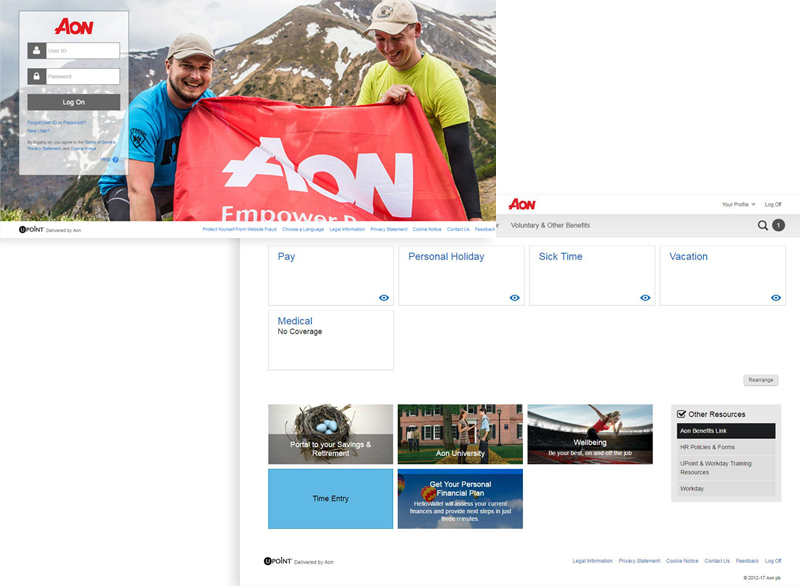 AON
User ID
Password
Log On
Forgot User ID or Password?
New User?
By logging on, you agree to the Terms of
Privacy Statement, and Cookie Notice.
Help
AON
Empower
UPOINT Delivered by Aon
Protect Yourself From Website Fraud Choose a Language Legal Information Privacy Statement Cookie Notice Contact Us Feedback
AON
Your Profile Log Off
Voluntary & Other Benefits
1
Pay
Personal Holiday
Sick Time
Vacation
Medical
No Coverage
Rearrange
Portal to your Savings &
Retirement
Aon University
Wellbeing
Be your best, on and off the job
Time Entry
Get Your Personal
Financial Plan
HelloWallet will assess your current
finances and provide next steps in just
three minutes.
Other Resources
Aon Benefits Link
HR Policies & Forms
UPoint & Workday Training
Resources
Workday
UPOINT Delivered by Aon
Legal Information Privacy Statement Cookie Notice Contact Us Feedback Log Off
© 2012-17 Aon plc